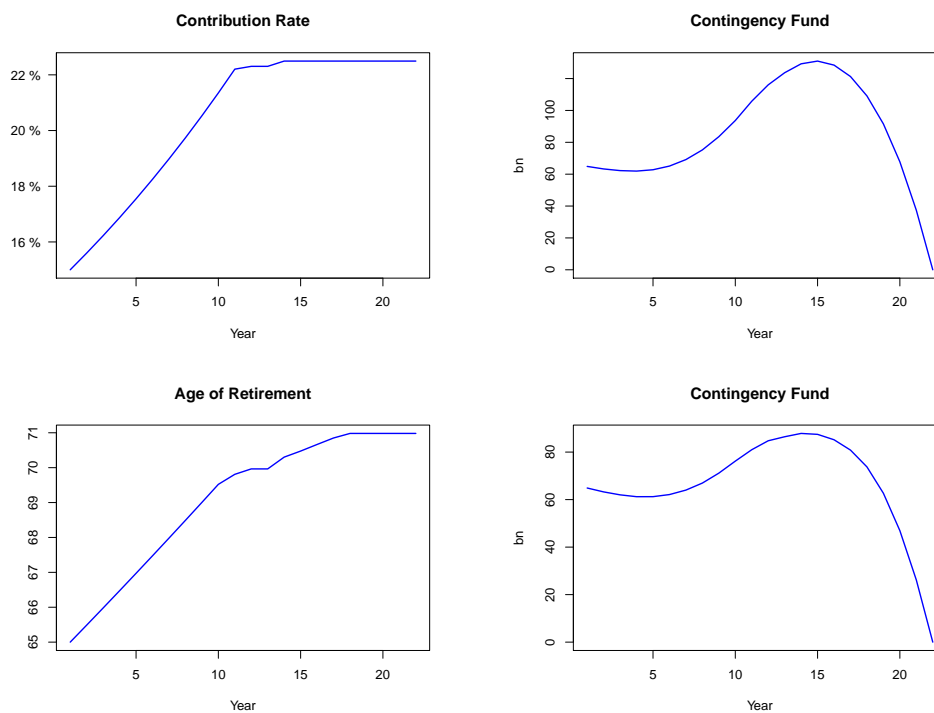 Contribution Rate
22 %
20 %
18 %
16 %
5 10 15 20
Year
Contingency Fund
bn
100
80
60
40
20
0
5 10 15 20
Year
Age of Retirement
71
70
69
68
67
66
65
5 10 15 20
Year
Contingency Fund
bn
80
60
40
20
0
5 10 15 20
Year